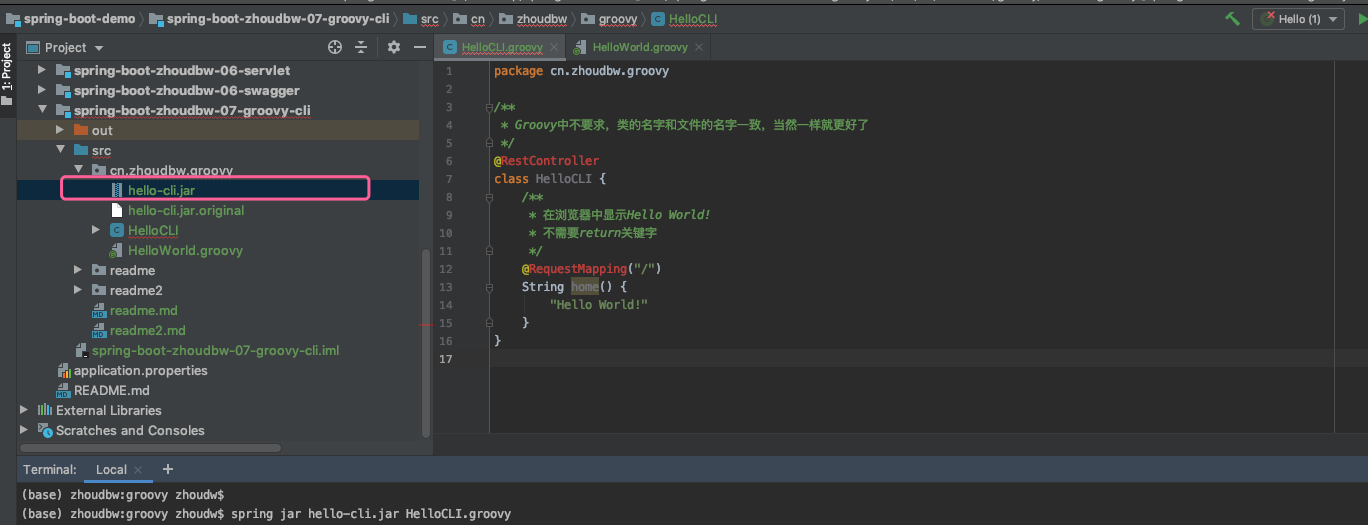 spring-boot-demo spring-boot-zhoudbw-07-groovy-cli src cn zhoudbw groovy HelloCLI Hello (1)
1: Project
Project
spring-boot-zhoudbw-06-servlet
spring-boot-zhoudbw-06-swagger
spring-boot-zhoudbw-07-groovy-cli
out
src
cn.zhoudbw.groovy
hello-cli.jar
hello-cli.jar.original
HelloCLI
HelloWorld.groovy
readme
readme2
readme.md
readme2.md
spring-boot-zhoudbw-07-groovy-cli.iml
application.properties
README.md
External Libraries
Scratches and Consoles
HelloCLI.groovy HelloWorld.groovy
1 package cn.zhoudbw.groovy
2
3 /**
4 * Groovy中不要求，类的名字和文件的名字一致，当然一样就更好了
5 */
6 @RestController
7 class HelloCLI {
8 /**
9 * 在浏览器中显示Hello World!
10 * 不需要return关键字
11 */
12 @RequestMapping("/")
13 String home() {
14 "Hello World!"
15 }
16 }
17
Terminal: Local +
(base) zhoudbw:groovy zhoudw$
(base) zhoudbw:groovy zhoudw$ spring jar hello-cli.jar HelloCLI.groovy